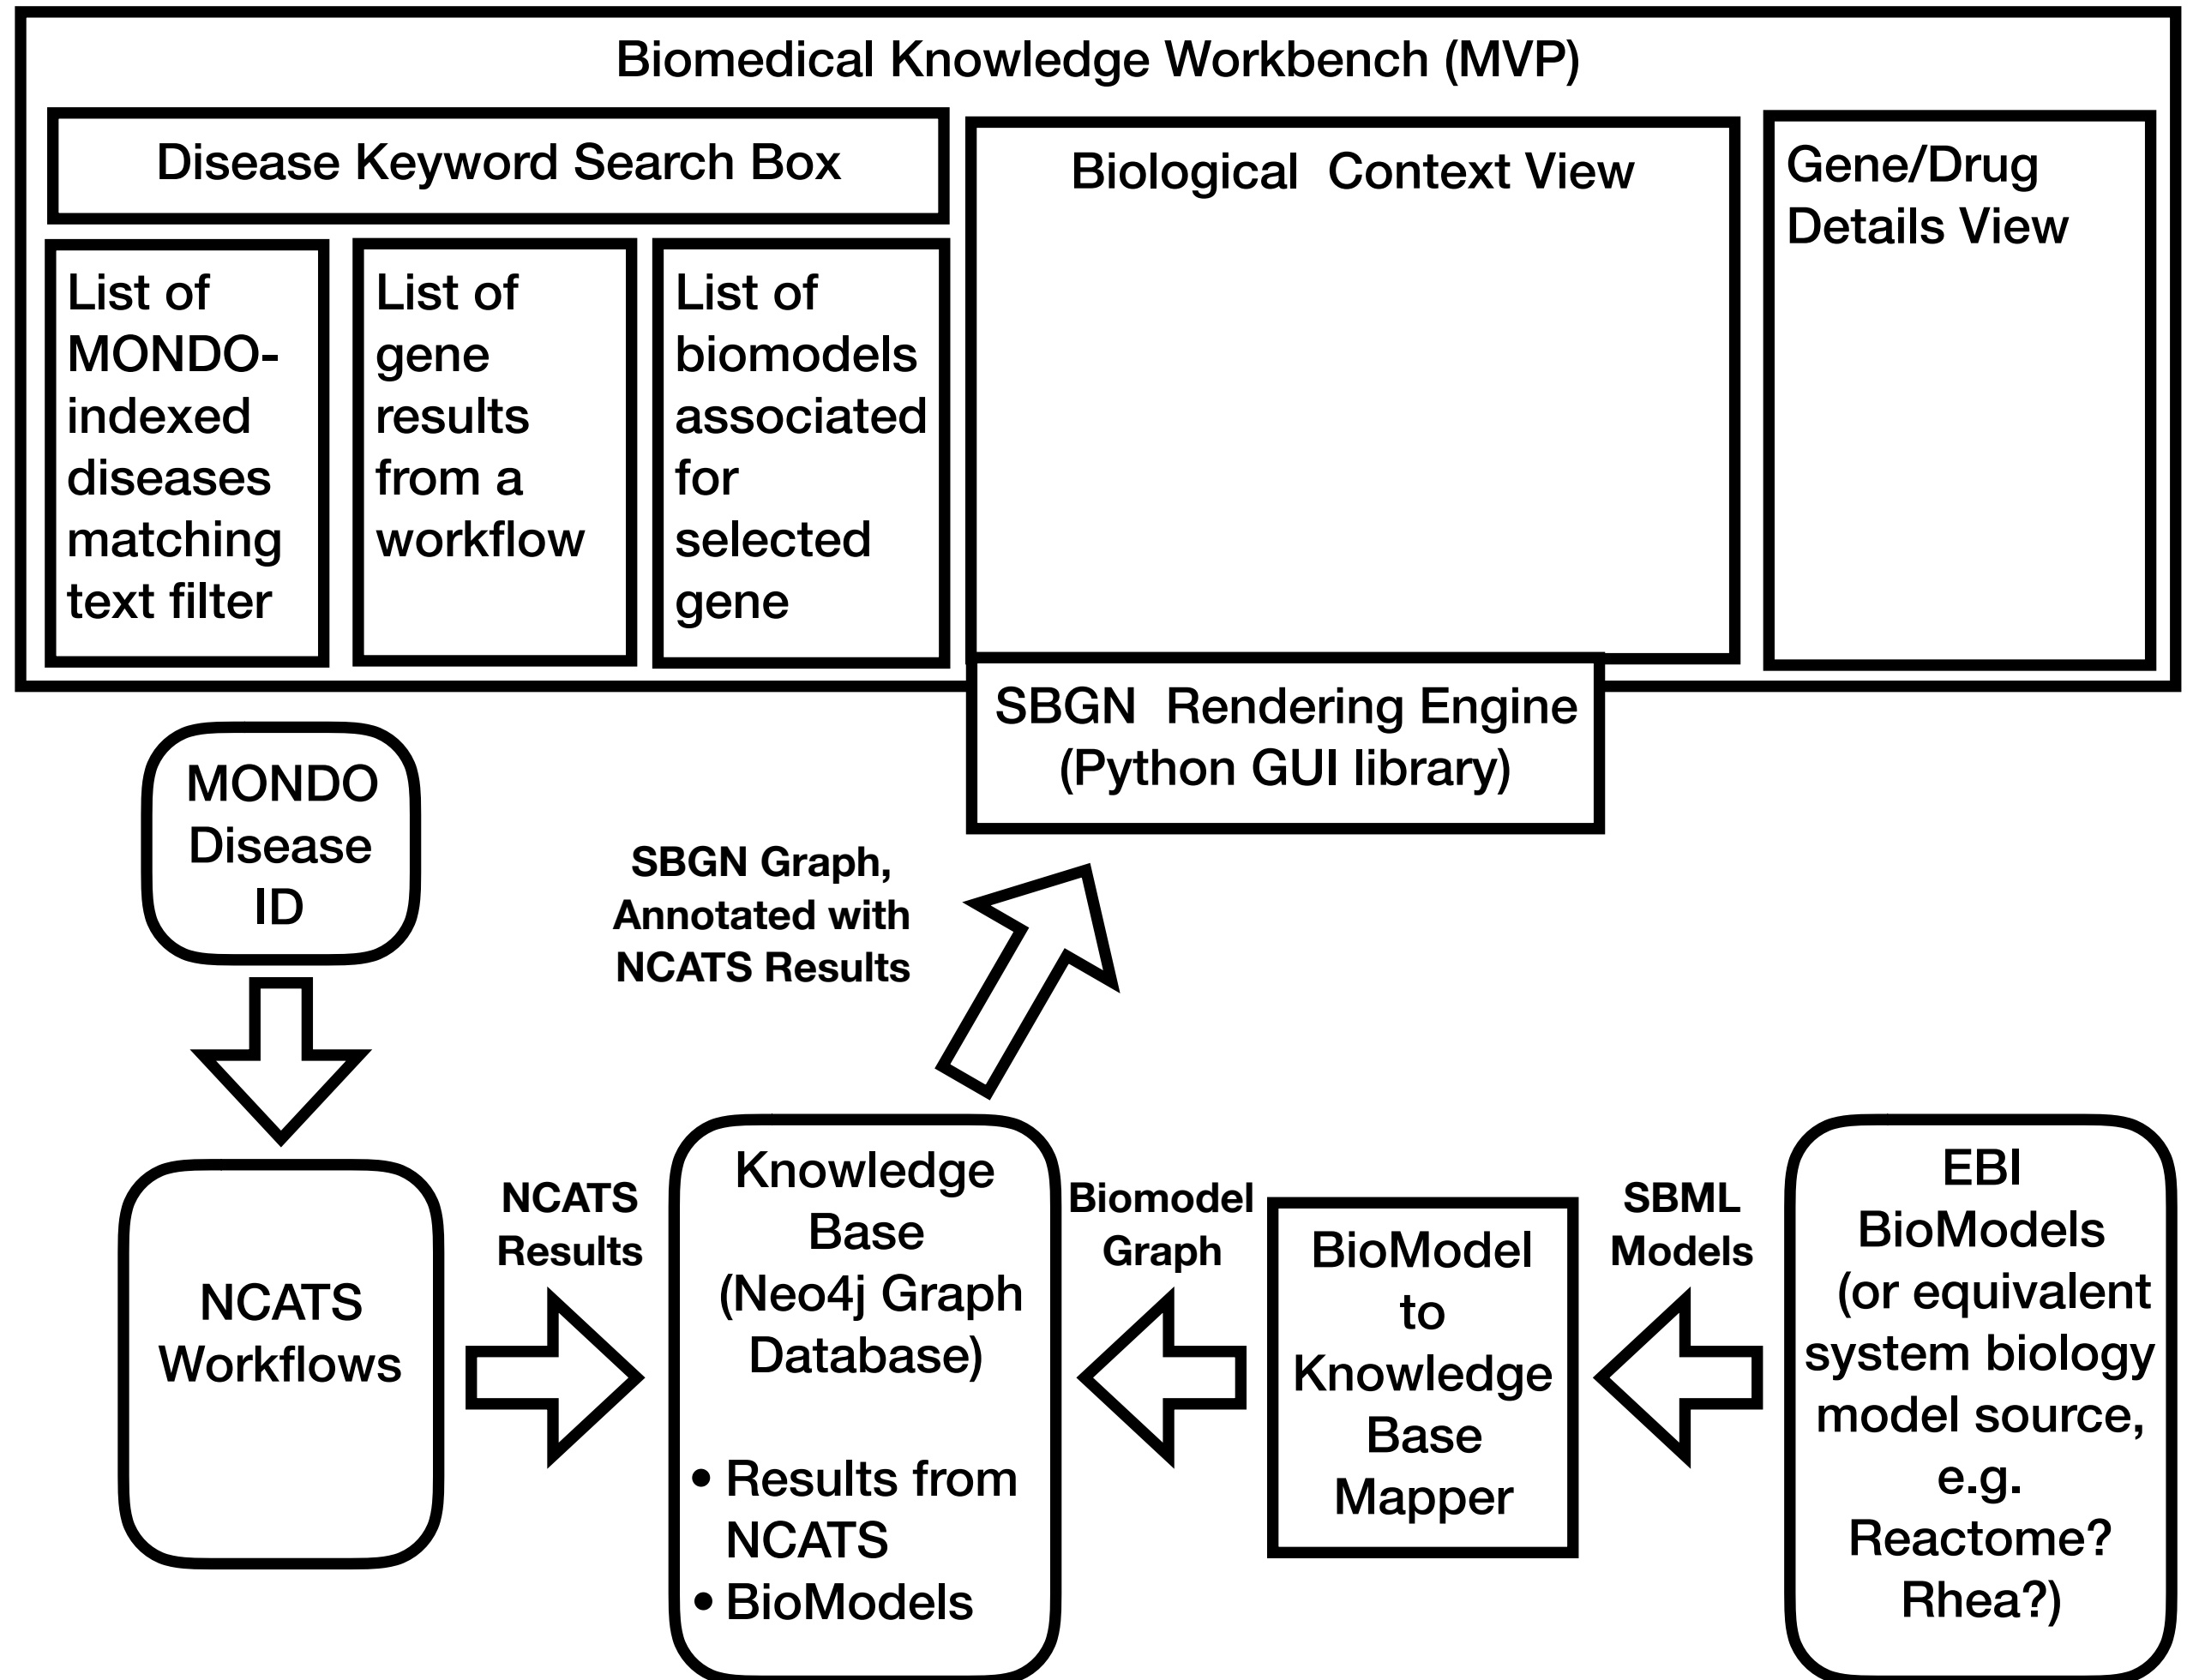 Biomedical Knowledge Workbench (MVP)
Disease Keyword Search Box
List of
MONDO-
indexed
diseases
matching
text filter
List of
gene
results
from a
workflow
List of
biomodels
associated
for
selected
gene
Biological Context View
Gene/Drug
Details View
SBGN Rendering Engine
(Python GUI library)
MONDO
Disease
ID
SBGN Graph,
Annotated with
NCATS Results
NCATS
Workflows
NCATS
Results
Knowledge
Base
(Neo4j Graph
Database)
• Results from
NCATS
• BioModels
Biomodel
Graph
BioModel
to
Knowledge
Base
Mapper
SBML
Models
EBI
BioModels
(or equivalent
system biology
model source,
e.g.
Reactome?
Rhea?)